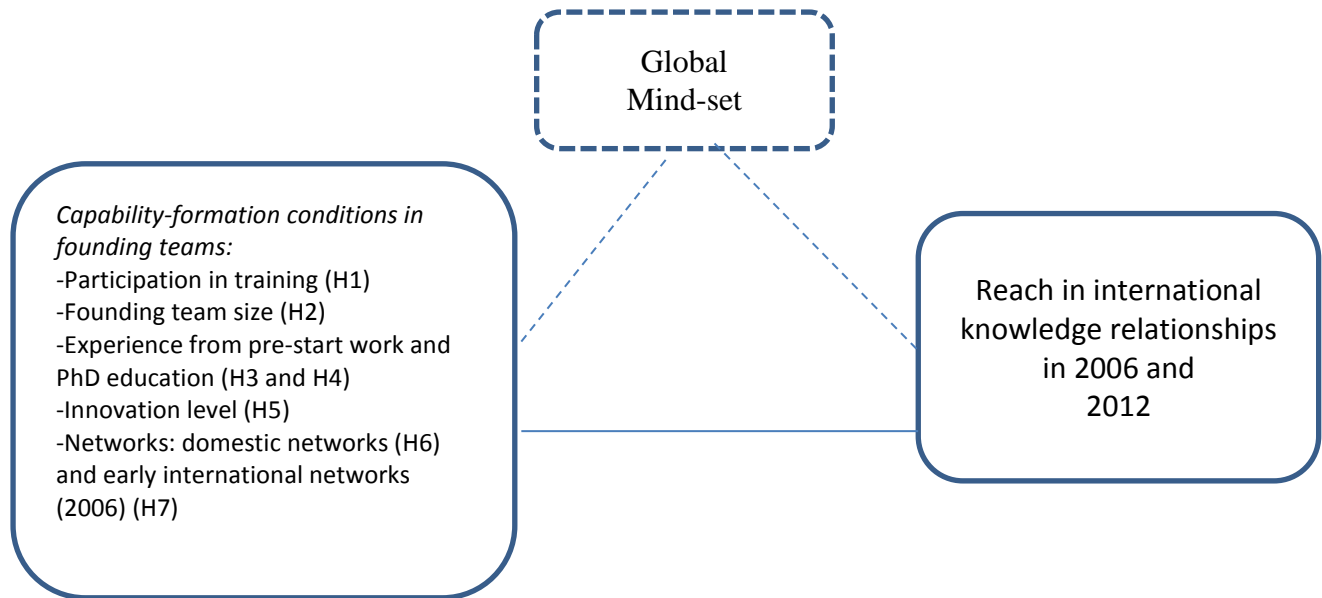 Global
Mind-set
Capability-formation conditions in
founding teams:
-Participation in training (H1)
-Founding team size (H2)
-Experience from pre-start work and
PhD education (H3 and H4)
-Innovation level (H5)
-Networks: domestic networks (H6)
and early international networks
(2006) (H7)
Reach in international
knowledge relationships
in 2006 and
2012